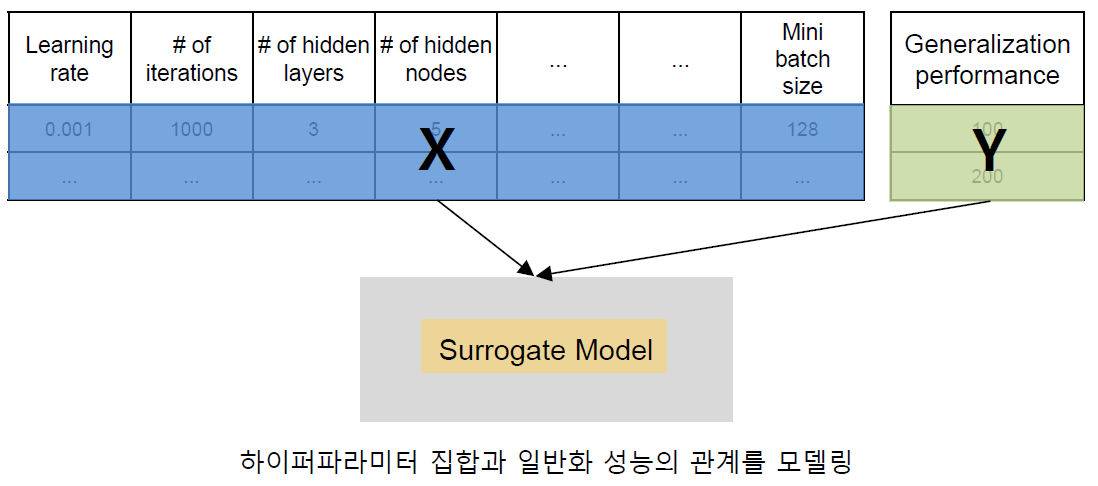 Learning rate
# of iterations
# of hidden layers
# of hidden nodes
...
...
Mini batch size
Generalization performance
0.001
1000
3
5
...
...
128
100
...
...
...
...
...
...
...
200
X
Y
Surrogate Model
하이퍼파라미터 집합과 일반화 성능의 관계를 모델링